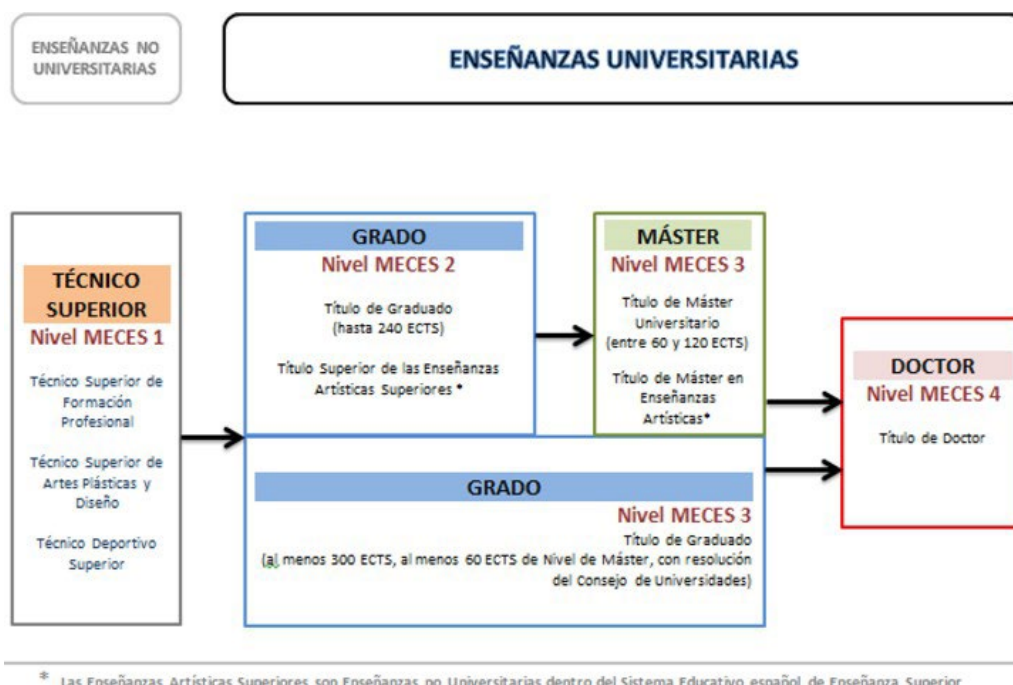 ENSEÑANZAS NO
UNIVERSITARIAS
ENSEÑANZAS UNIVERSITARIAS
TÉCNICO
SUPERIOR
Nivel MECES 1
Técnico Superior de
Formación
Profesional
Técnico Superior de
Artes Plásticas y
Diseño
Técnico Deportivo
Superior
GRADO
Nivel MECES 2
Título de Graduado
(hasta 240 ECTS)
Título Superior de las Enseñanzas
Artísticas Superiores *
MÁSTER
Nivel MECES 3
Título de Máster
Universitario
(entre 60 y 120 ECTS)
Título de Máster en
Enseñanzas
Artísticas*
GRADO
Nivel MECES 3
Título de Graduado
(al menos 300 ECTS, al menos 60 ECTS de Nivel de Máster, con resolución
del Consejo de Universidades)
DOCTOR
Nivel MECES 4
Título de Doctor
* Las Enseñanzas Artísticas Superiores son Enseñanzas no Universitarias dentro del Sistema Educativo español de Enseñanza Superior